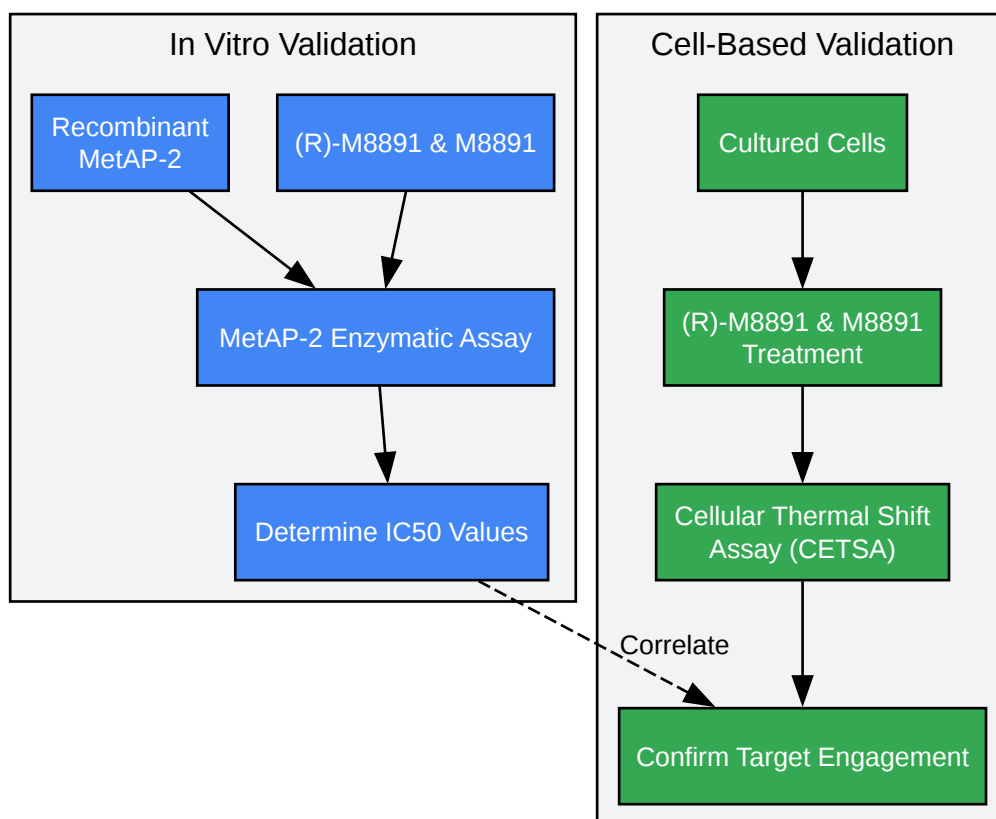 In Vitro Validation
Recombinant
MetAP-2
(R)-M8891 & M8891
MetAP-2 Enzymatic Assay
Determine IC50 Values
Correlate
Cell-Based Validation
Cultured Cells
(R)-M8891 & M8891
Treatment
Cellular Thermal Shift
Assay (CETSA)
Confirm Target Engagement